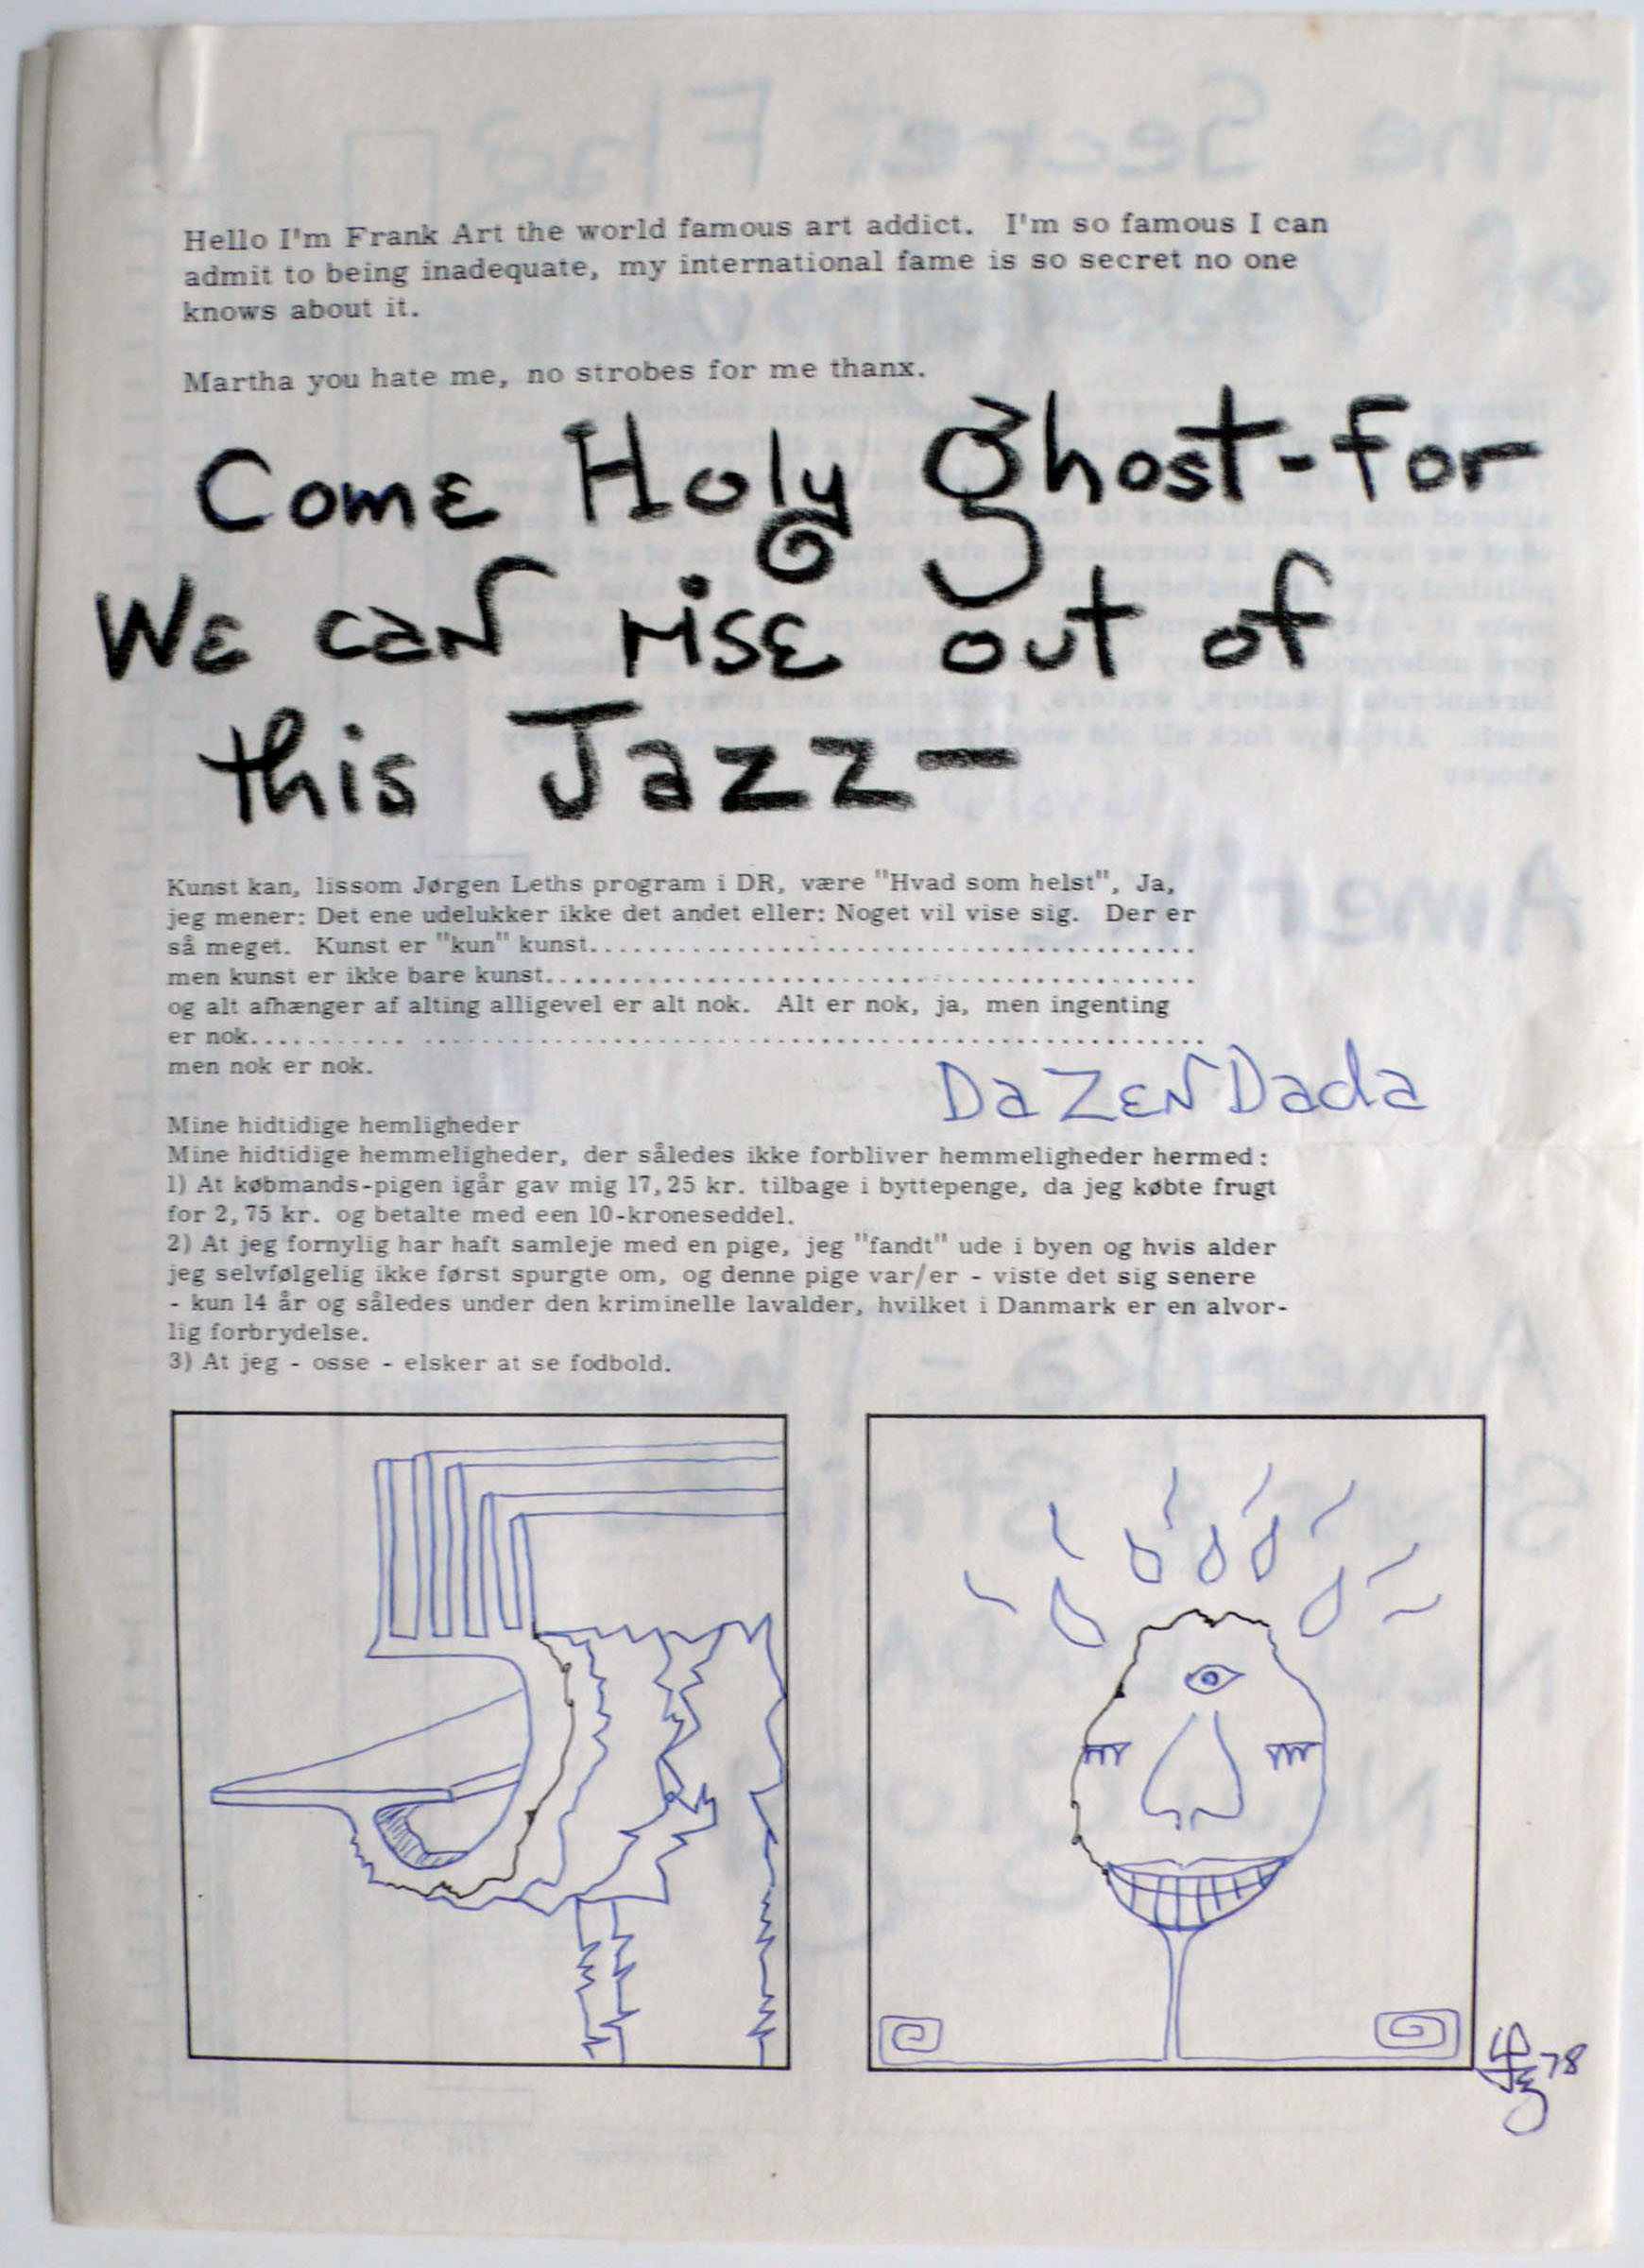 Hello I'm Frank Art the world famous art addict. I'm so famous I can
admit to being inadequate, my international fame is so secret no one
knows about it.
Martha you hate me, no strobes for me thanx.
Come Holy Ghost - for
We can rise out of
this Jazz —
Kunst kan, lissom Jørgen Leths program i DR, være "Hvad som helst", Ja,
jeg mener: Det ene udelukker ikke det andet eller: Noget vil vise sig. Der er
så meget. Kunst er "kun" kunst........................................
men kunst er ikke bare kunst...........................................
og alt afhænger af alting alligevel er alt nok. Alt er nok, ja, men ingenting
er nok........... ....................................................
men nok er nok.
Da ZEN Dada
Mine hidtidige hemligheder
Mine hidtidige hemmeligheder, der således ikke forbliver hemmeligheder hermed:
1) At købmands-pigen igår gav mig 17,25 kr. tilbage i byttepenge, da jeg købte frugt
for 2,75 kr. og betalte med een 10-kroneseddel.
2) At jeg fornylig har haft samleje med en pige, jeg "fandt" ude i byen og hvis alder
jeg selvfølgelig ikke først spurgte om, og denne pige var/er - viste det sig senere
- kun 14 år og således under den kriminelle lavalder, hvilket i Danmark er en alvor-
lig forbrydelse.
3) At jeg - osse - elsker at se fodbold.
78